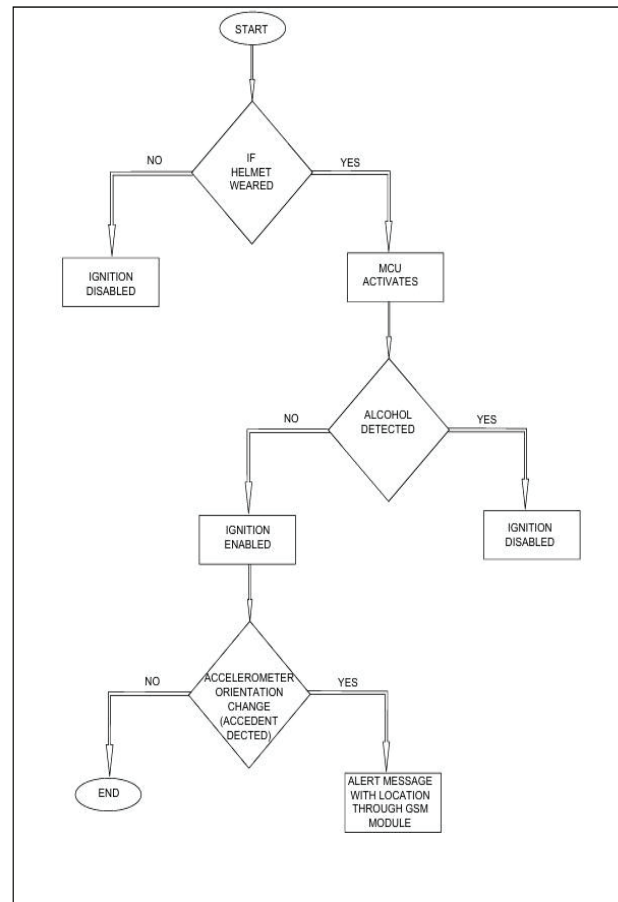 START
IF
HELMET
WEARED
NO
YES
IGNITION
DISABLED
MCU
ACTIVATES
ALCOHOL
DETECTED
NO
YES
IGNITION
ENABLED
IGNITION
DISABLED
ACCELEROMETER
ORIENTATION
CHANGE
(ACCEDENT
DECTED)
NO
YES
END
ALERT MESSAGE
WITH LOCATION
THROUGH GSM
MODULE